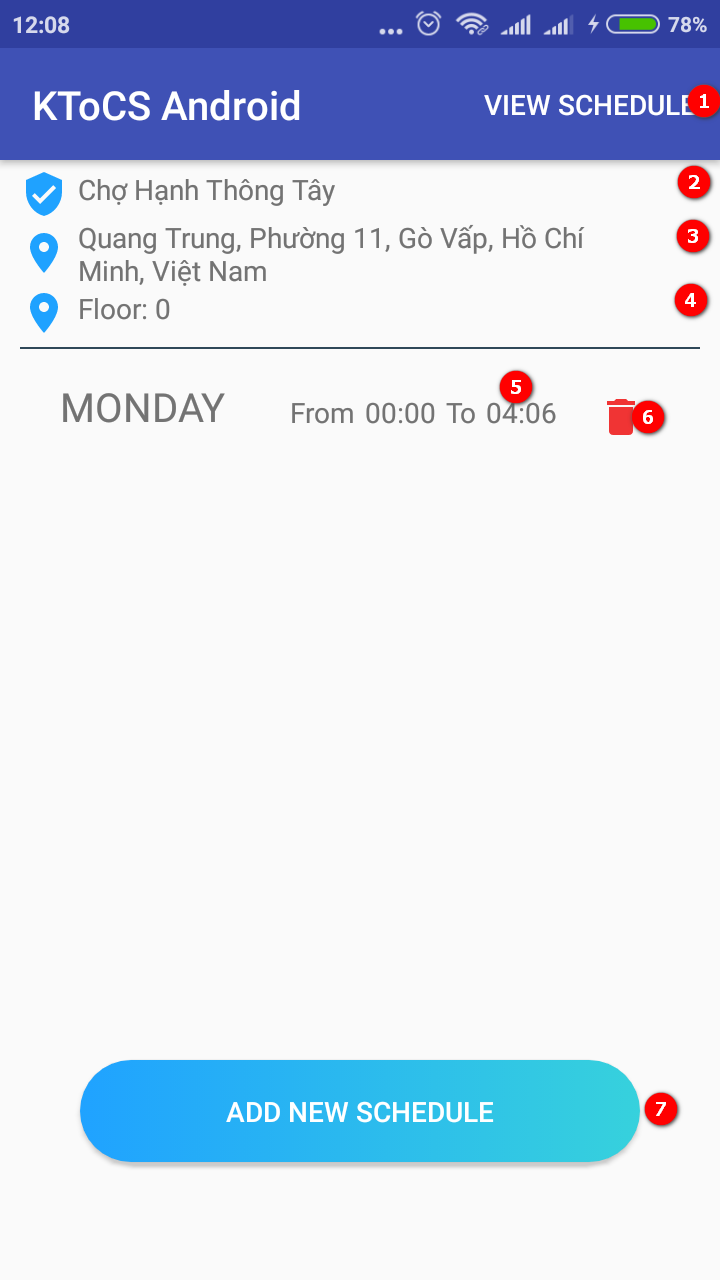 12:08 78%
KToCS Android VIEW SCHEDULE 1
Chợ Hạnh Thông Tây 2
Quang Trung, Phường 11, Gò Vấp, Hồ Chí 3
Minh, Việt Nam
Floor: 0 4
5
MONDAY From 00:00 To 04:06 6
ADD NEW SCHEDULE 7